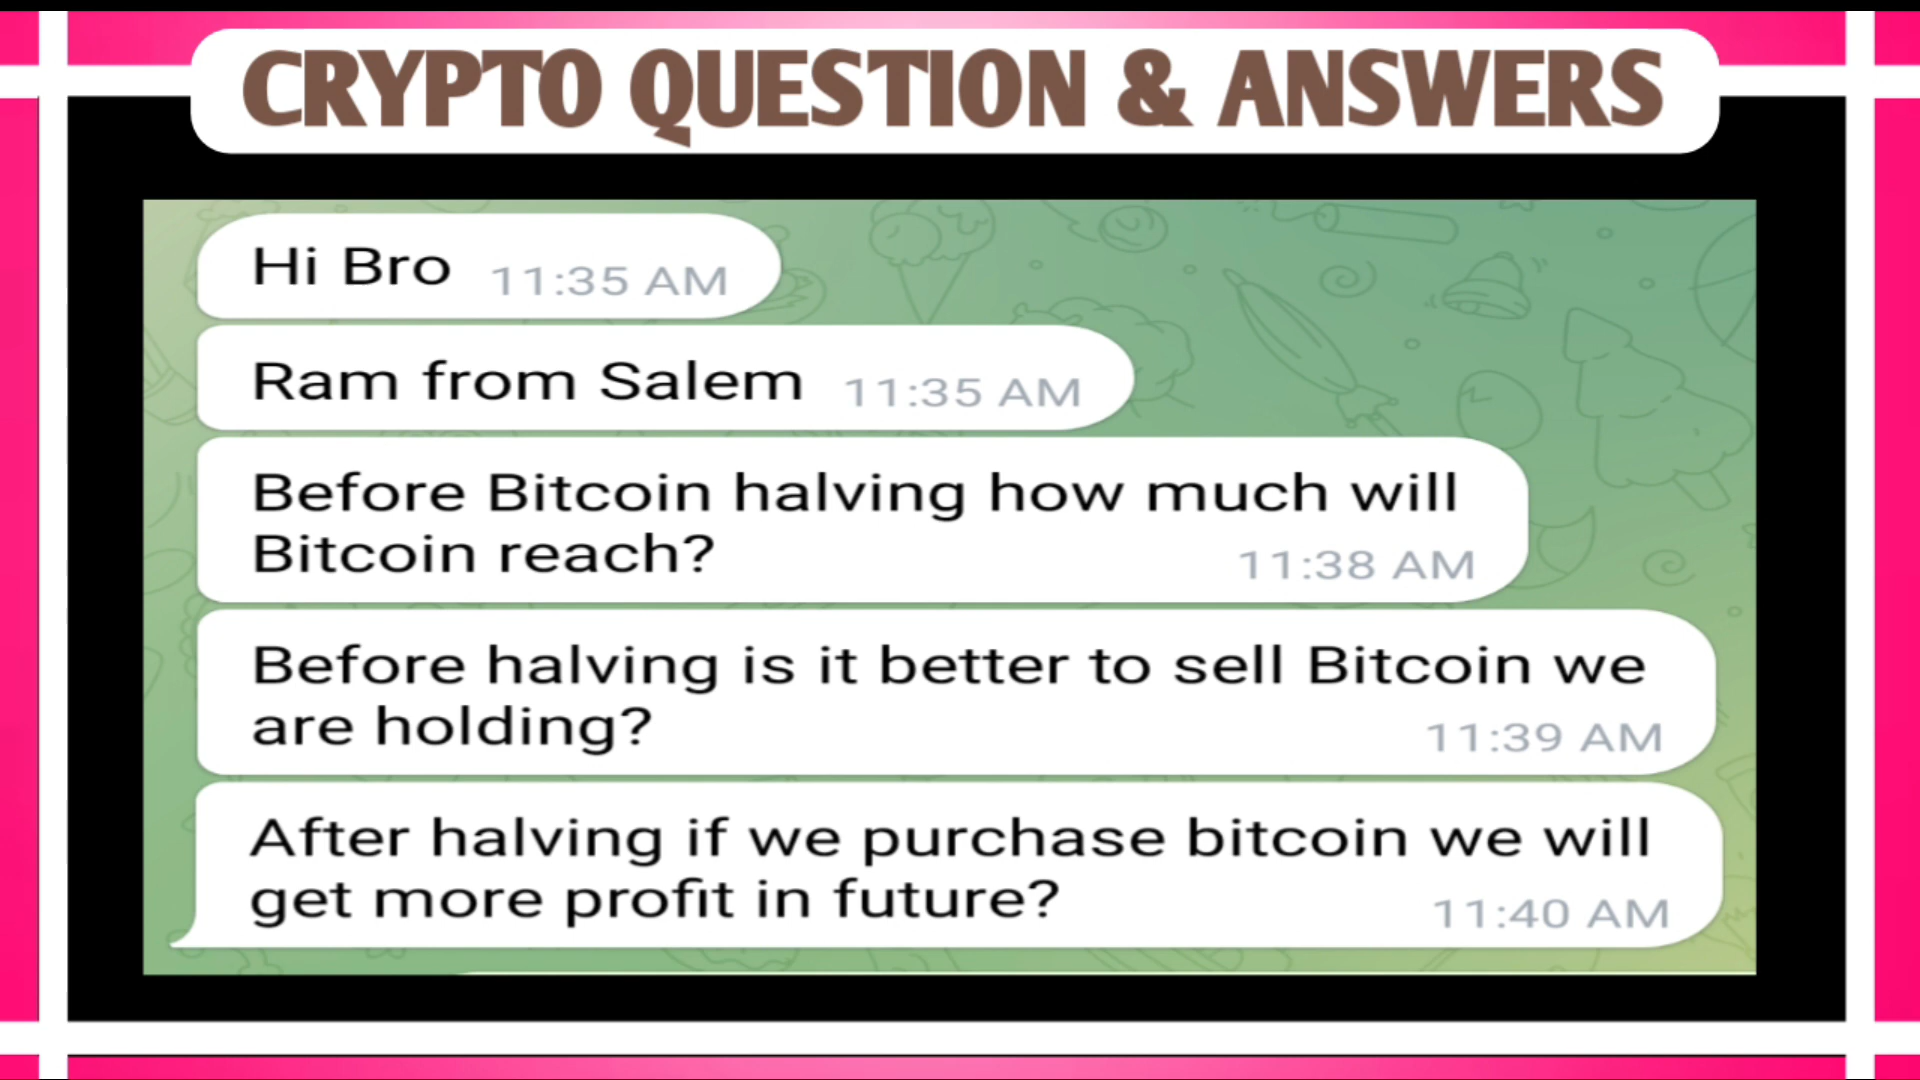 CRYPTO QUESTION & ANSWERS
Hi Bro 11:35 AM
Ram from Salem 11:35 AM
Before Bitcoin halving how much will
Bitcoin reach? 11:38 AM
Before halving is it better to sell Bitcoin we
are holding? 11:39 AM
After halving if we purchase bitcoin we will
get more profit in future? 11:40 AM